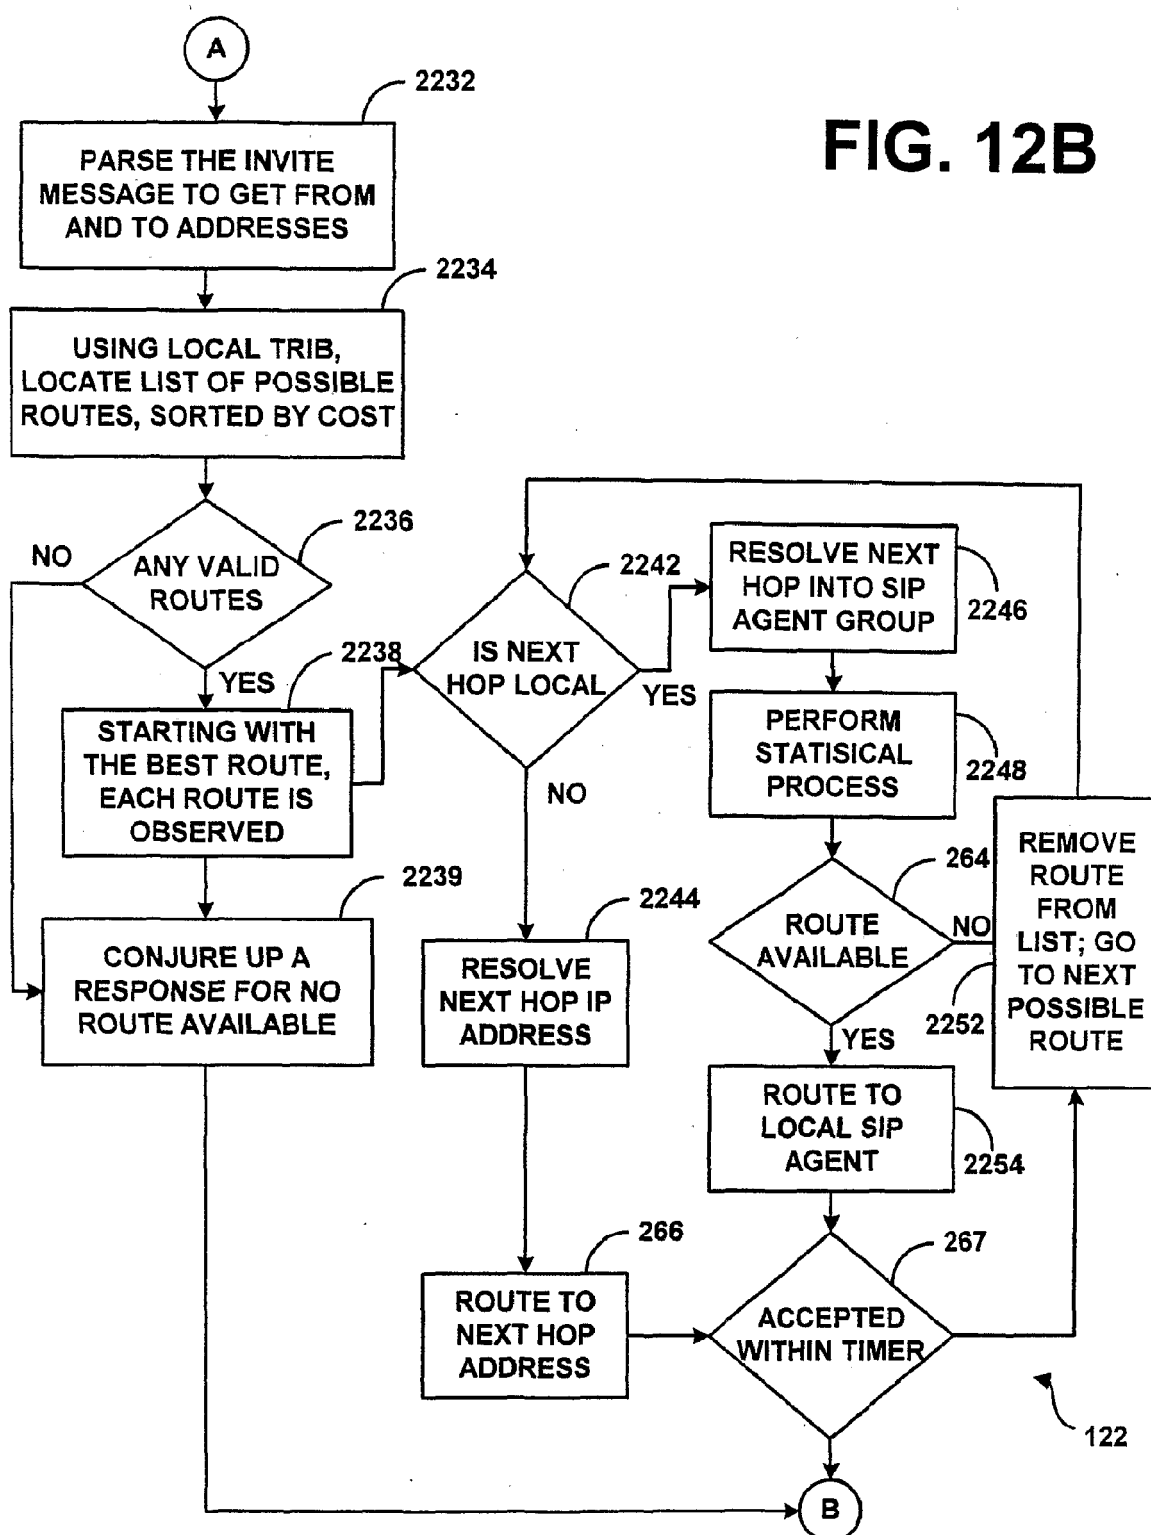 A
2232
FIG. 12B
PARSE THE INVITE
MESSAGE TO GET FROM
AND TO ADDRESSES
2234
USING LOCAL TRIB,
LOCATE LIST OF POSSIBLE
ROUTES, SORTED BY COST
2236
NO
ANY VALID
ROUTES
YES
2238
STARTING WITH
THE BEST ROUTE,
EACH ROUTE IS
OBSERVED
2239
CONJURE UP A
RESPONSE FOR NO
ROUTE AVAILABLE
2242
IS NEXT
HOP LOCAL
YES
NO
2244
RESOLVE
NEXT HOP IP
ADDRESS
266
ROUTE TO
NEXT HOP
ADDRESS
RESOLVE NEXT
HOP INTO SIP
AGENT GROUP
2246
PERFORM
STATISICAL
PROCESS
2248
264
ROUTE
AVAILABLE
NO
YES
2252
REMOVE
ROUTE
FROM
LIST; GO
TO NEXT
POSSIBLE
ROUTE
ROUTE TO
LOCAL SIP
AGENT
2254
267
ACCEPTED
WITHIN TIMER
122
B